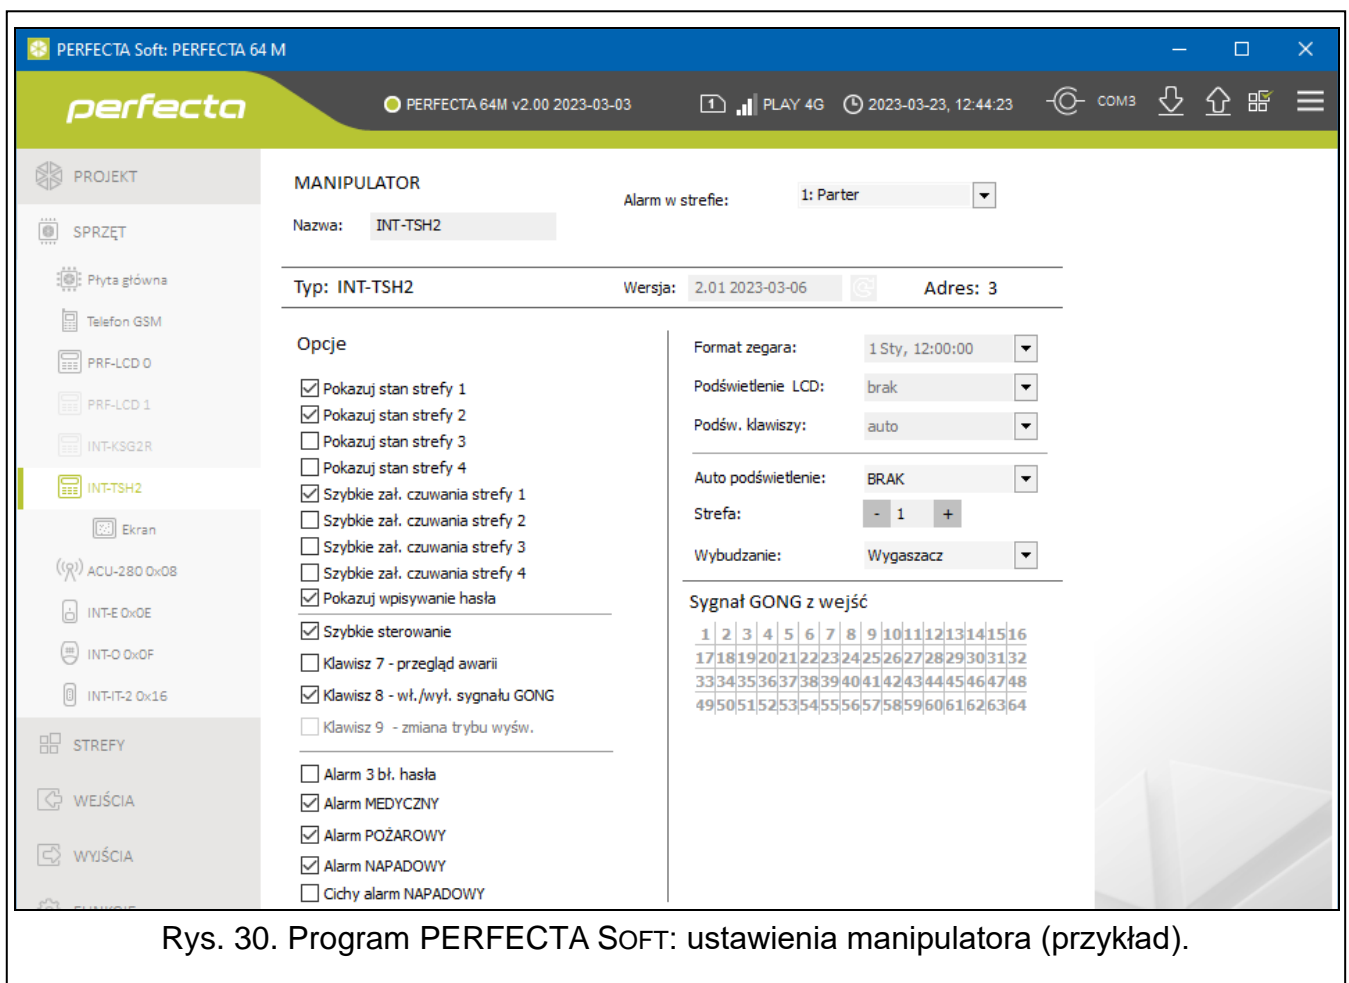 PERFECTA Soft: PERFECTA 64 M
perfecta
PERFECTA 64M v2.00 2023-03-03
1
PLAY 4G
2023-03-23, 12:44:23
COM3
PROJEKT
SPRZĘT
Płyta główna
Telefon GSM
PRF-LCD 0
PRF-LCD 1
INT-KSG2R
INT-TSH2
Ekran
ACU-280 0x08
INT-E 0x0E
INT-O 0x0F
INT-IT-2 0x16
STREFY
WEJŚCIA
WYJŚCIA
MANIPULATOR
Alarm w strefie: 1: Parter
Nazwa: INT-TSH2
Typ: INT-TSH2
Wersja: 2.01 2023-03-06
Adres: 3
Opcje
Pokazuj stan strefy 1
Pokazuj stan strefy 2
Pokazuj stan strefy 3
Pokazuj stan strefy 4
Szybkie zał. czuwania strefy 1
Szybkie zał. czuwania strefy 2
Szybkie zał. czuwania strefy 3
Szybkie zał. czuwania strefy 4
Pokazuj wpisywanie hasła
Szybkie sterowanie
Klawisz 7 - przegląd awarii
Klawisz 8 - wł./wył. sygnału GONG
Klawisz 9 - zmiana trybu wyśw.
Alarm 3 bł. hasła
Alarm MEDYCZNY
Alarm POŻAROWY
Alarm NAPADOWY
Cichy alarm NAPADOWY
Format zegara: 1 Sty, 12:00:00
Podświetlenie LCD: brak
Podśw. klawiszy: auto
Auto podświetlenie: BRAK
Strefa: - 1 +
Wybudzanie: Wygaszacz
Sygnał GONG z wejść
1 2 3 4 5 6 7 8 9 10 11 12 13 14 15 16
17 18 19 20 21 22 23 24 25 26 27 28 29 30 31 32
33 34 35 36 37 38 39 40 41 42 43 44 45 46 47 48
49 50 51 52 53 54 55 56 57 58 59 60 61 62 63 64
Rys. 30. Program PERFECTA SOFT: ustawienia manipulatora (przykład).